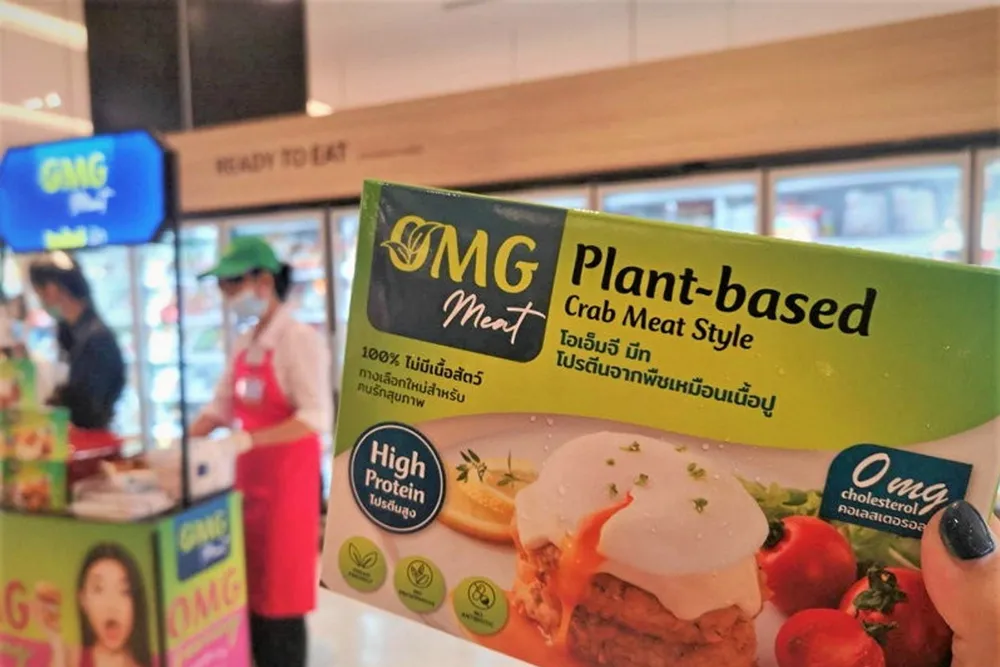 OMG
Meat
READY TO EAT
OMG
Meat
Plant-based
Crab Meat Style
โอเอ็มจี มีท
โปรตีนจากพืชเหมือนเนื้อปู
100% ไม่มีเนื้อสัตว์
ทางเลือกใหม่สำหรับ
คนรักสุขภาพ
High
Protein
โปรตีนสูง
0 mg
cholesterol
คอเลสเตอรอล
OMG
Meat
OMG